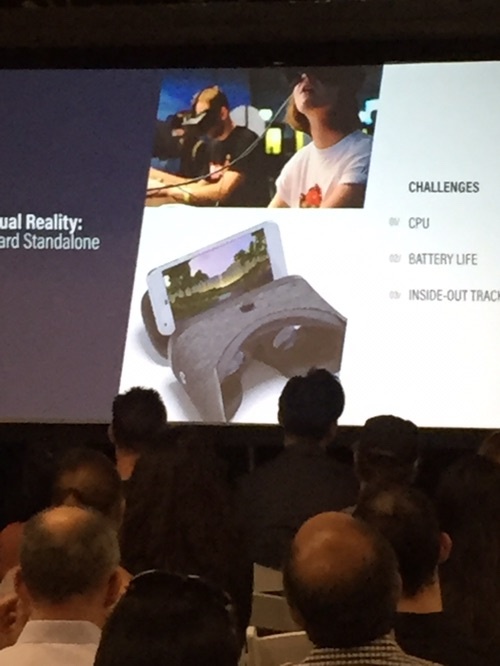 ual Reality:
ard Standalone
CHALLENGES
01/ CPU
02/ BATTERY LIFE
03/ INSIDE-OUT TRACK